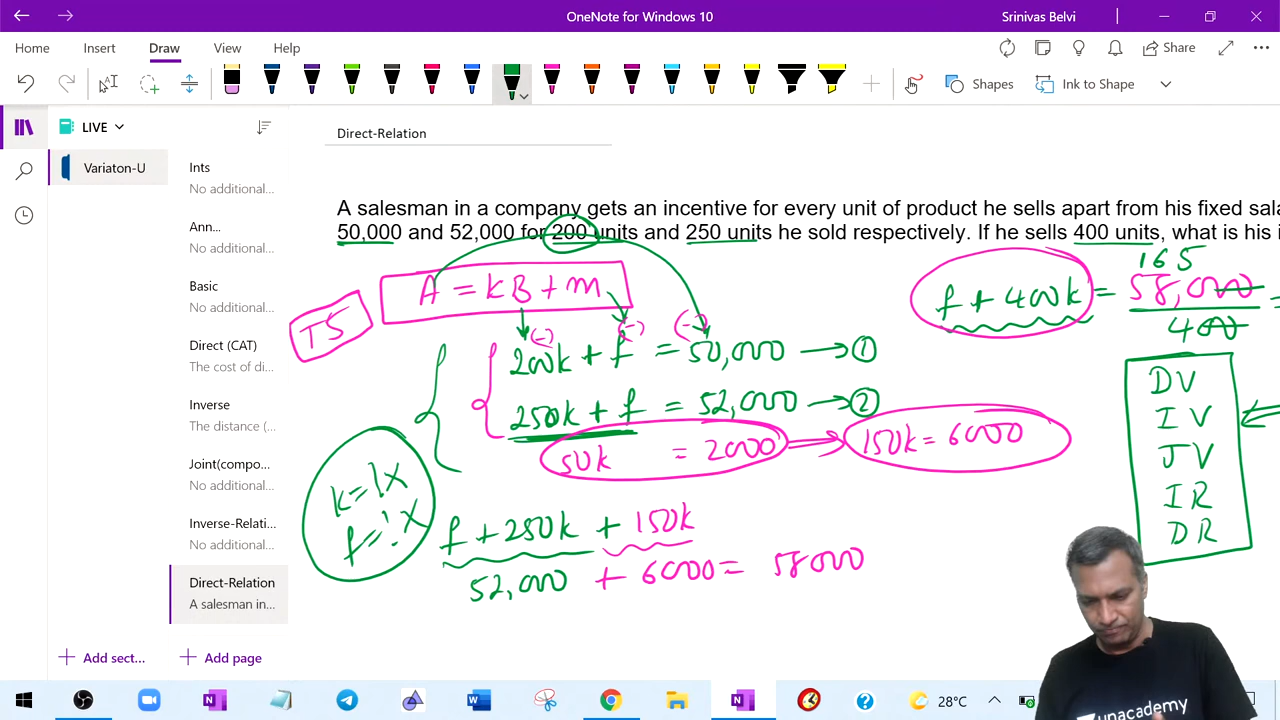 OneNote for Windows 10
Srinivas Belvi
Home Insert Draw View Help
Share
Shapes
Ink to Shape
LIVE
Variaton-U
Ints
No additional...
Ann...
No additional...
Basic
No additional...
Direct (CAT)
The cost of di...
Inverse
The distance (...
Joint(compo...
No additional...
Inverse-Relati...
No additional...
Direct-Relation
A salesman in...
Add sect...
Add page
Direct-Relation
A salesman in a company gets an incentive for every unit of product he sells apart from his fixed sala
50,000 and 52,000 for 200 units and 250 units he sold respectively. If he sells 400 units, what is his i
TS
A = kB + m
(-) (-) (-)
200k + f = 50,000 → ①
250k + f = 52,000 → ②
50k = 2000 ⇒ 150k = 6000
k = ? X
f = ? X
f + 250k + 150k
52,000 + 6000 = 58000
165
f + 400k = 58,000 =
400
DV
IV
JV
IR
DR
28°C
unacademy